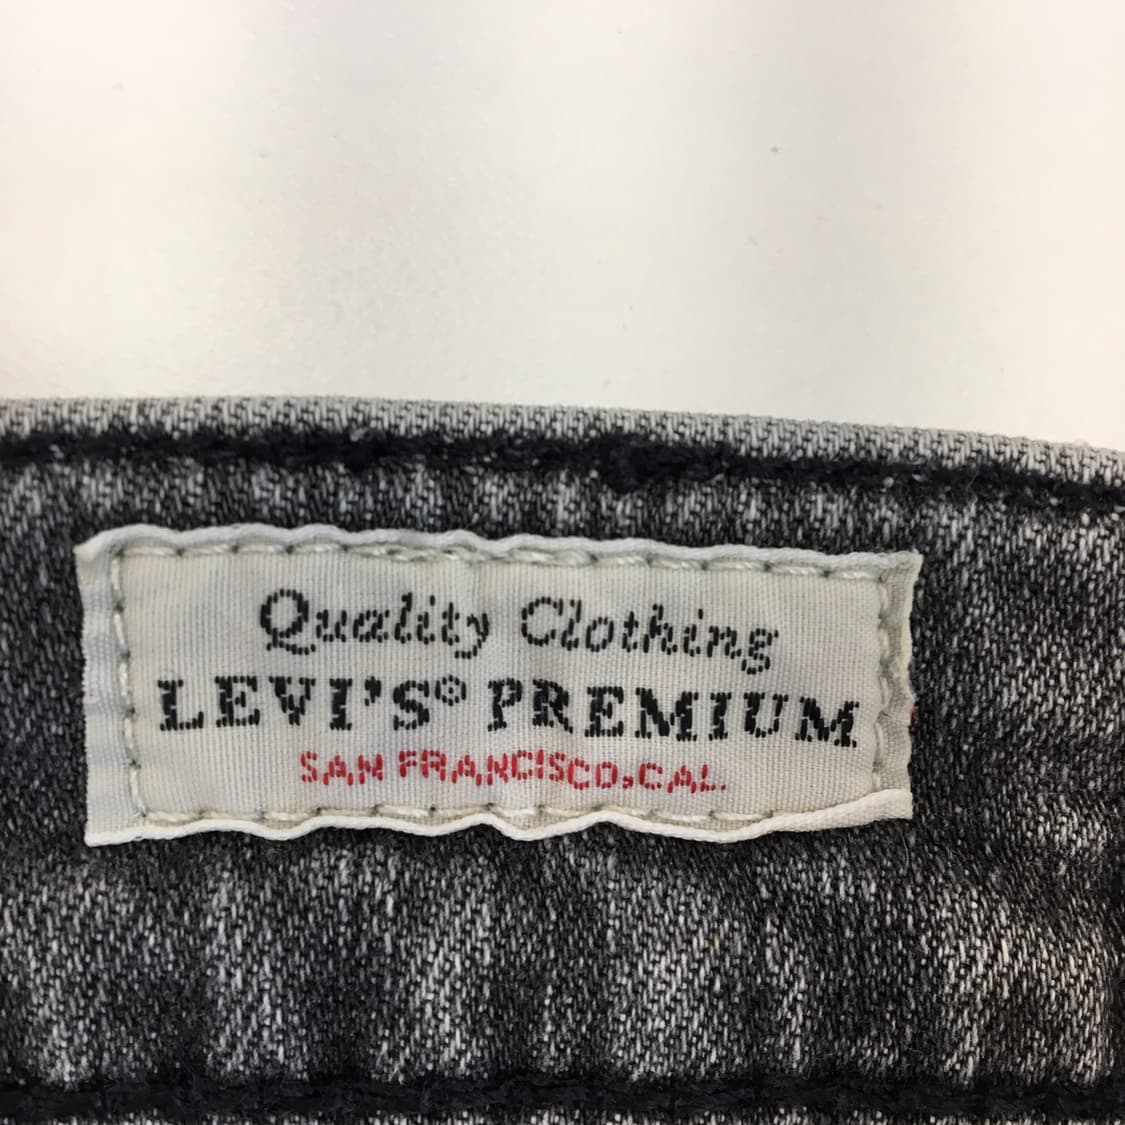 Quality Clothing
LEVI'S® PREMIUM
SAN FRANCISCO, CAL.